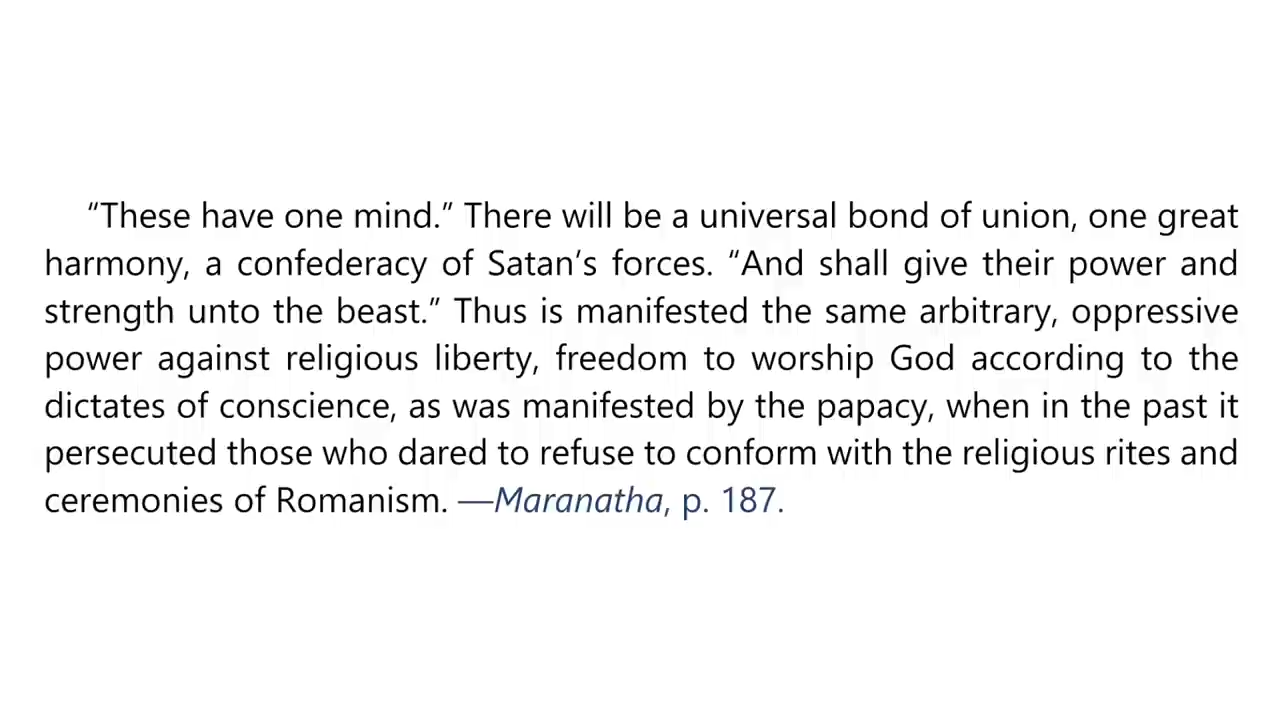 “These have one mind.” There will be a universal bond of union, one great
harmony, a confederacy of Satan’s forces. “And shall give their power and
strength unto the beast.” Thus is manifested the same arbitrary, oppressive
power against religious liberty, freedom to worship God according to the
dictates of conscience, as was manifested by the papacy, when in the past it
persecuted those who dared to refuse to conform with the religious rites and
ceremonies of Romanism. —Maranatha, p. 187.